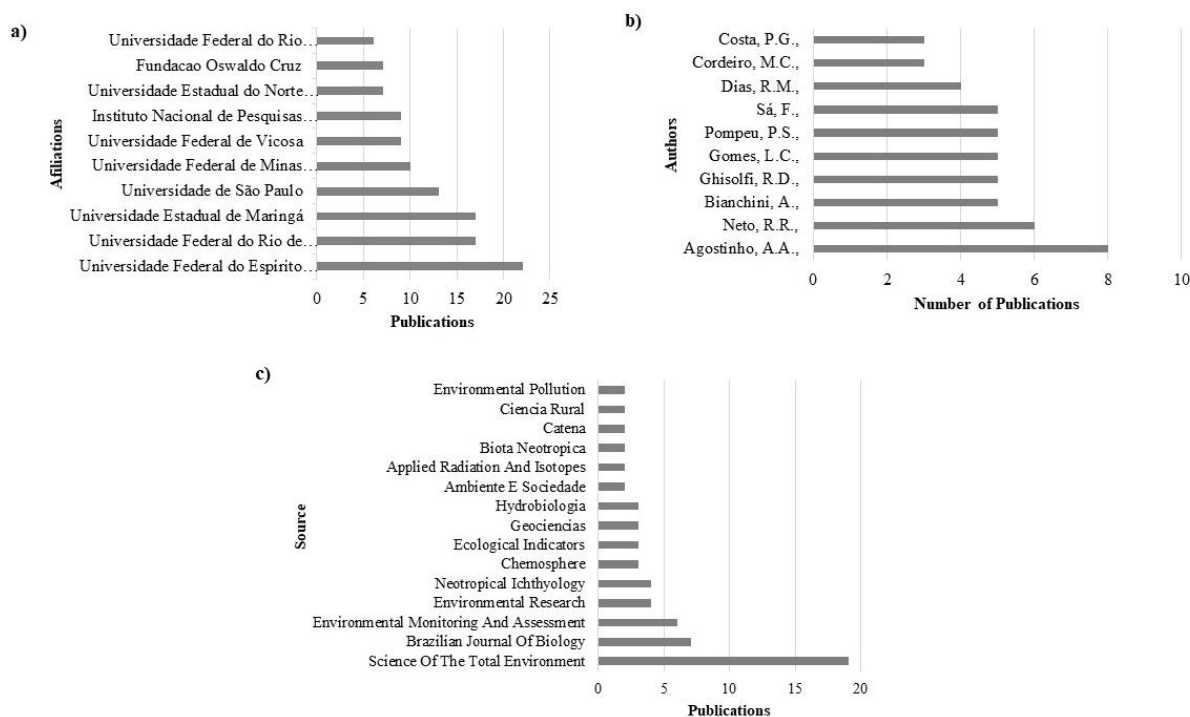 a)
Universidade Federal do Rio…
Fundacao Oswaldo Cruz
Universidade Estadual do Norte…
Instituto Nacional de Pesquisas…
Universidade Federal de Vicosa
Universidade Federal de Minas…
Universidade de São Paulo
Universidade Estadual de Maringá
Universidade Federal do Rio de…
Universidade Federal do Espirito…
Afiliations
0 5 10 15 20 25
Publications
b)
Costa, P.G.,
Cordeiro, M.C.,
Dias, R.M.,
Sá, F.,
Pompeu, P.S.,
Gomes, L.C.,
Ghisolfi, R.D.,
Bianchini, A.,
Neto, R.R.,
Agostinho, A.A.,
Authors
0 2 4 6 8 10
Number of Publications
c)
Environmental Pollution
Ciencia Rural
Catena
Biota Neotropica
Applied Radiation And Isotopes
Ambiente E Sociedade
Hydrobiologia
Geociencias
Ecological Indicators
Chemosphere
Neotropical Ichthyology
Environmental Research
Environmental Monitoring And Assessment
Brazilian Journal Of Biology
Science Of The Total Environment
Source
0 5 10 15 20
Publications